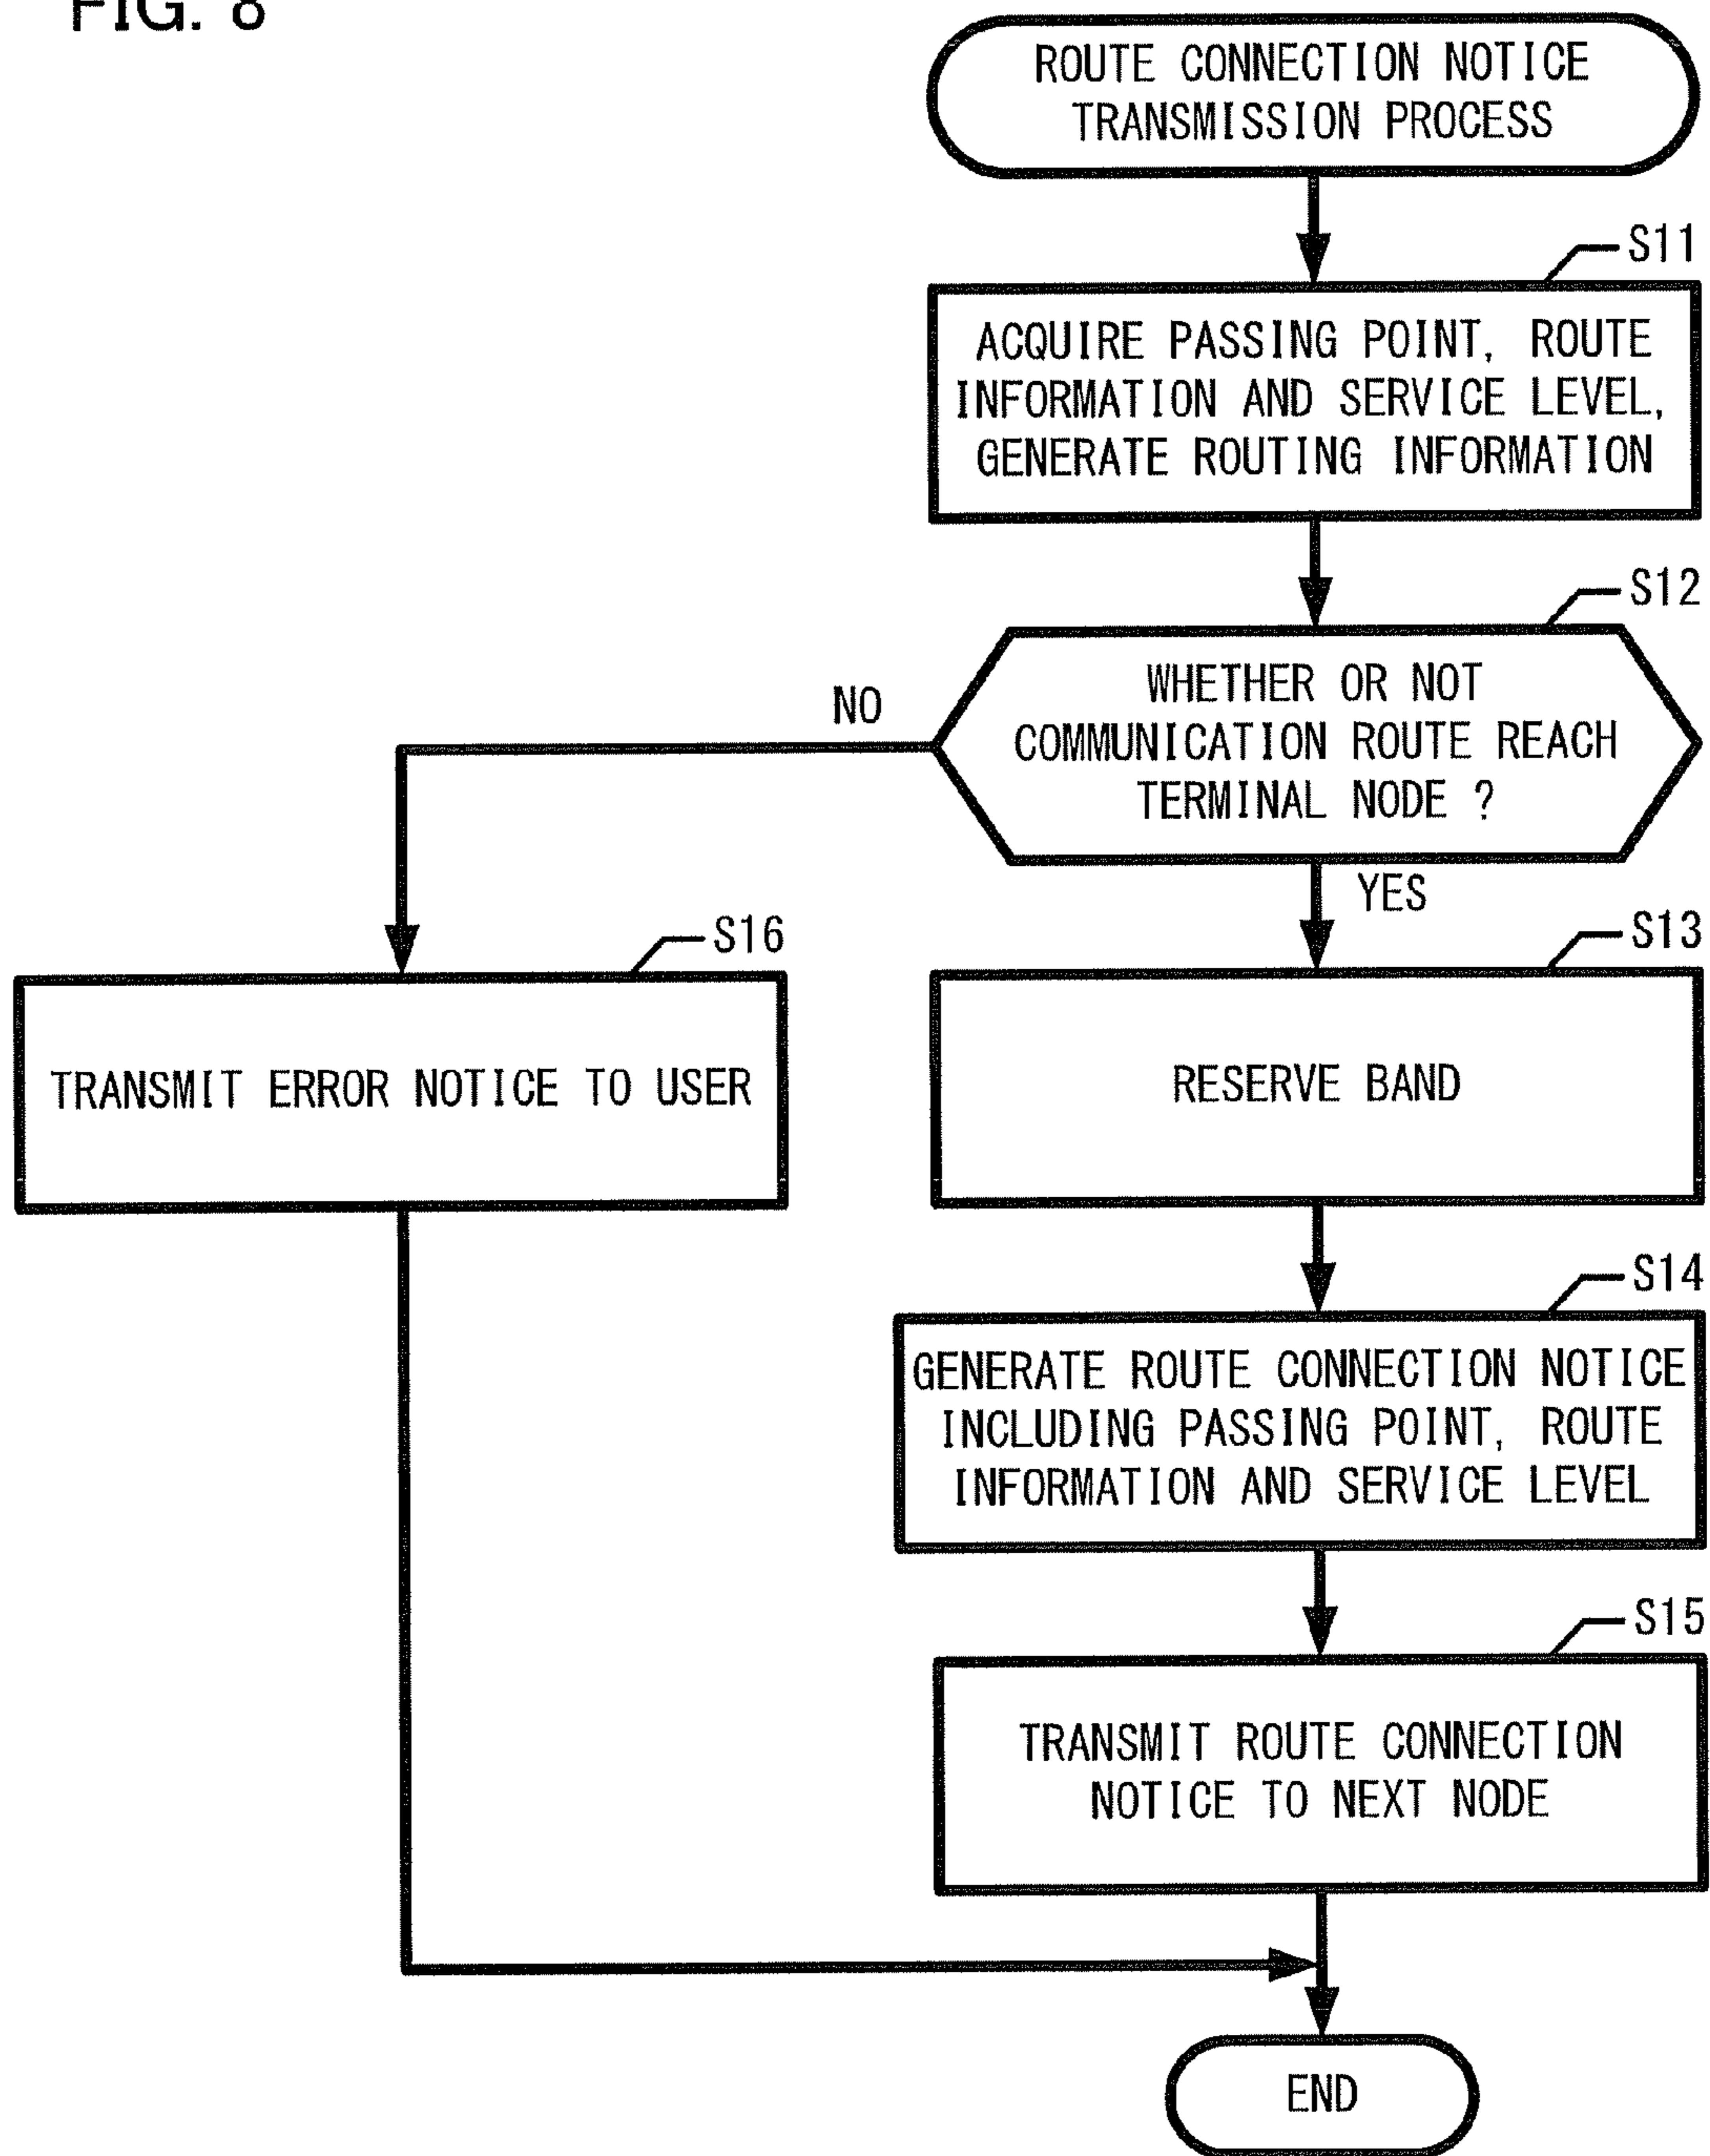 FIG. 8
ROUTE CONNECTION NOTICE
TRANSMISSION PROCESS
S11
ACQUIRE PASSING POINT, ROUTE
INFORMATION AND SERVICE LEVEL,
GENERATE ROUTING INFORMATION
S12
WHETHER OR NOT
COMMUNICATION ROUTE REACH
TERMINAL NODE ?
NO
YES
S16
TRANSMIT ERROR NOTICE TO USER
S13
RESERVE BAND
S14
GENERATE ROUTE CONNECTION NOTICE
INCLUDING PASSING POINT, ROUTE
INFORMATION AND SERVICE LEVEL
S15
TRANSMIT ROUTE CONNECTION
NOTICE TO NEXT NODE
END